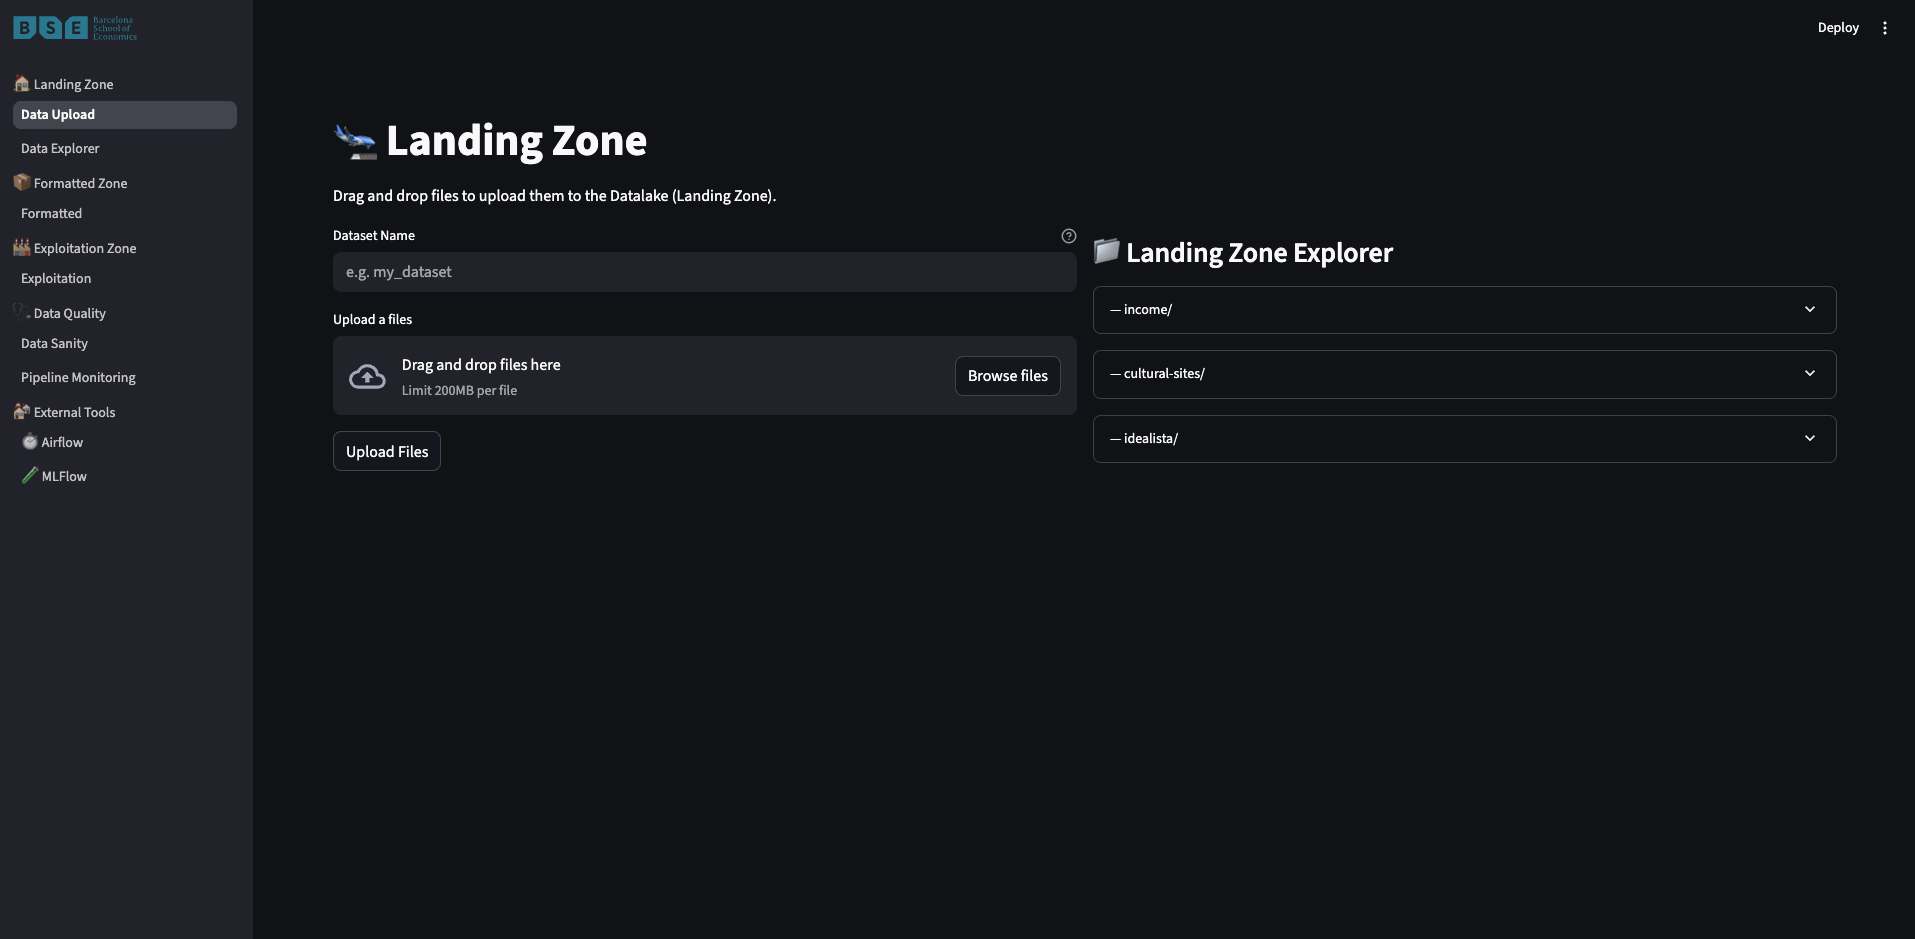 BSE
Barcelona
School of
Economics
Landing Zone
Data Upload
Data Explorer
Formatted Zone
Formatted
Exploitation Zone
Exploitation
Data Quality
Data Sanity
Pipeline Monitoring
External Tools
Airflow
MLFlow
Deploy
Landing Zone
Drag and drop files to upload them to the Datalake (Landing Zone).
Dataset Name
e.g. my_dataset
Upload a files
Drag and drop files here
Limit 200MB per file
Browse files
Upload Files
Landing Zone Explorer
— income/
— cultural-sites/
— idealista/